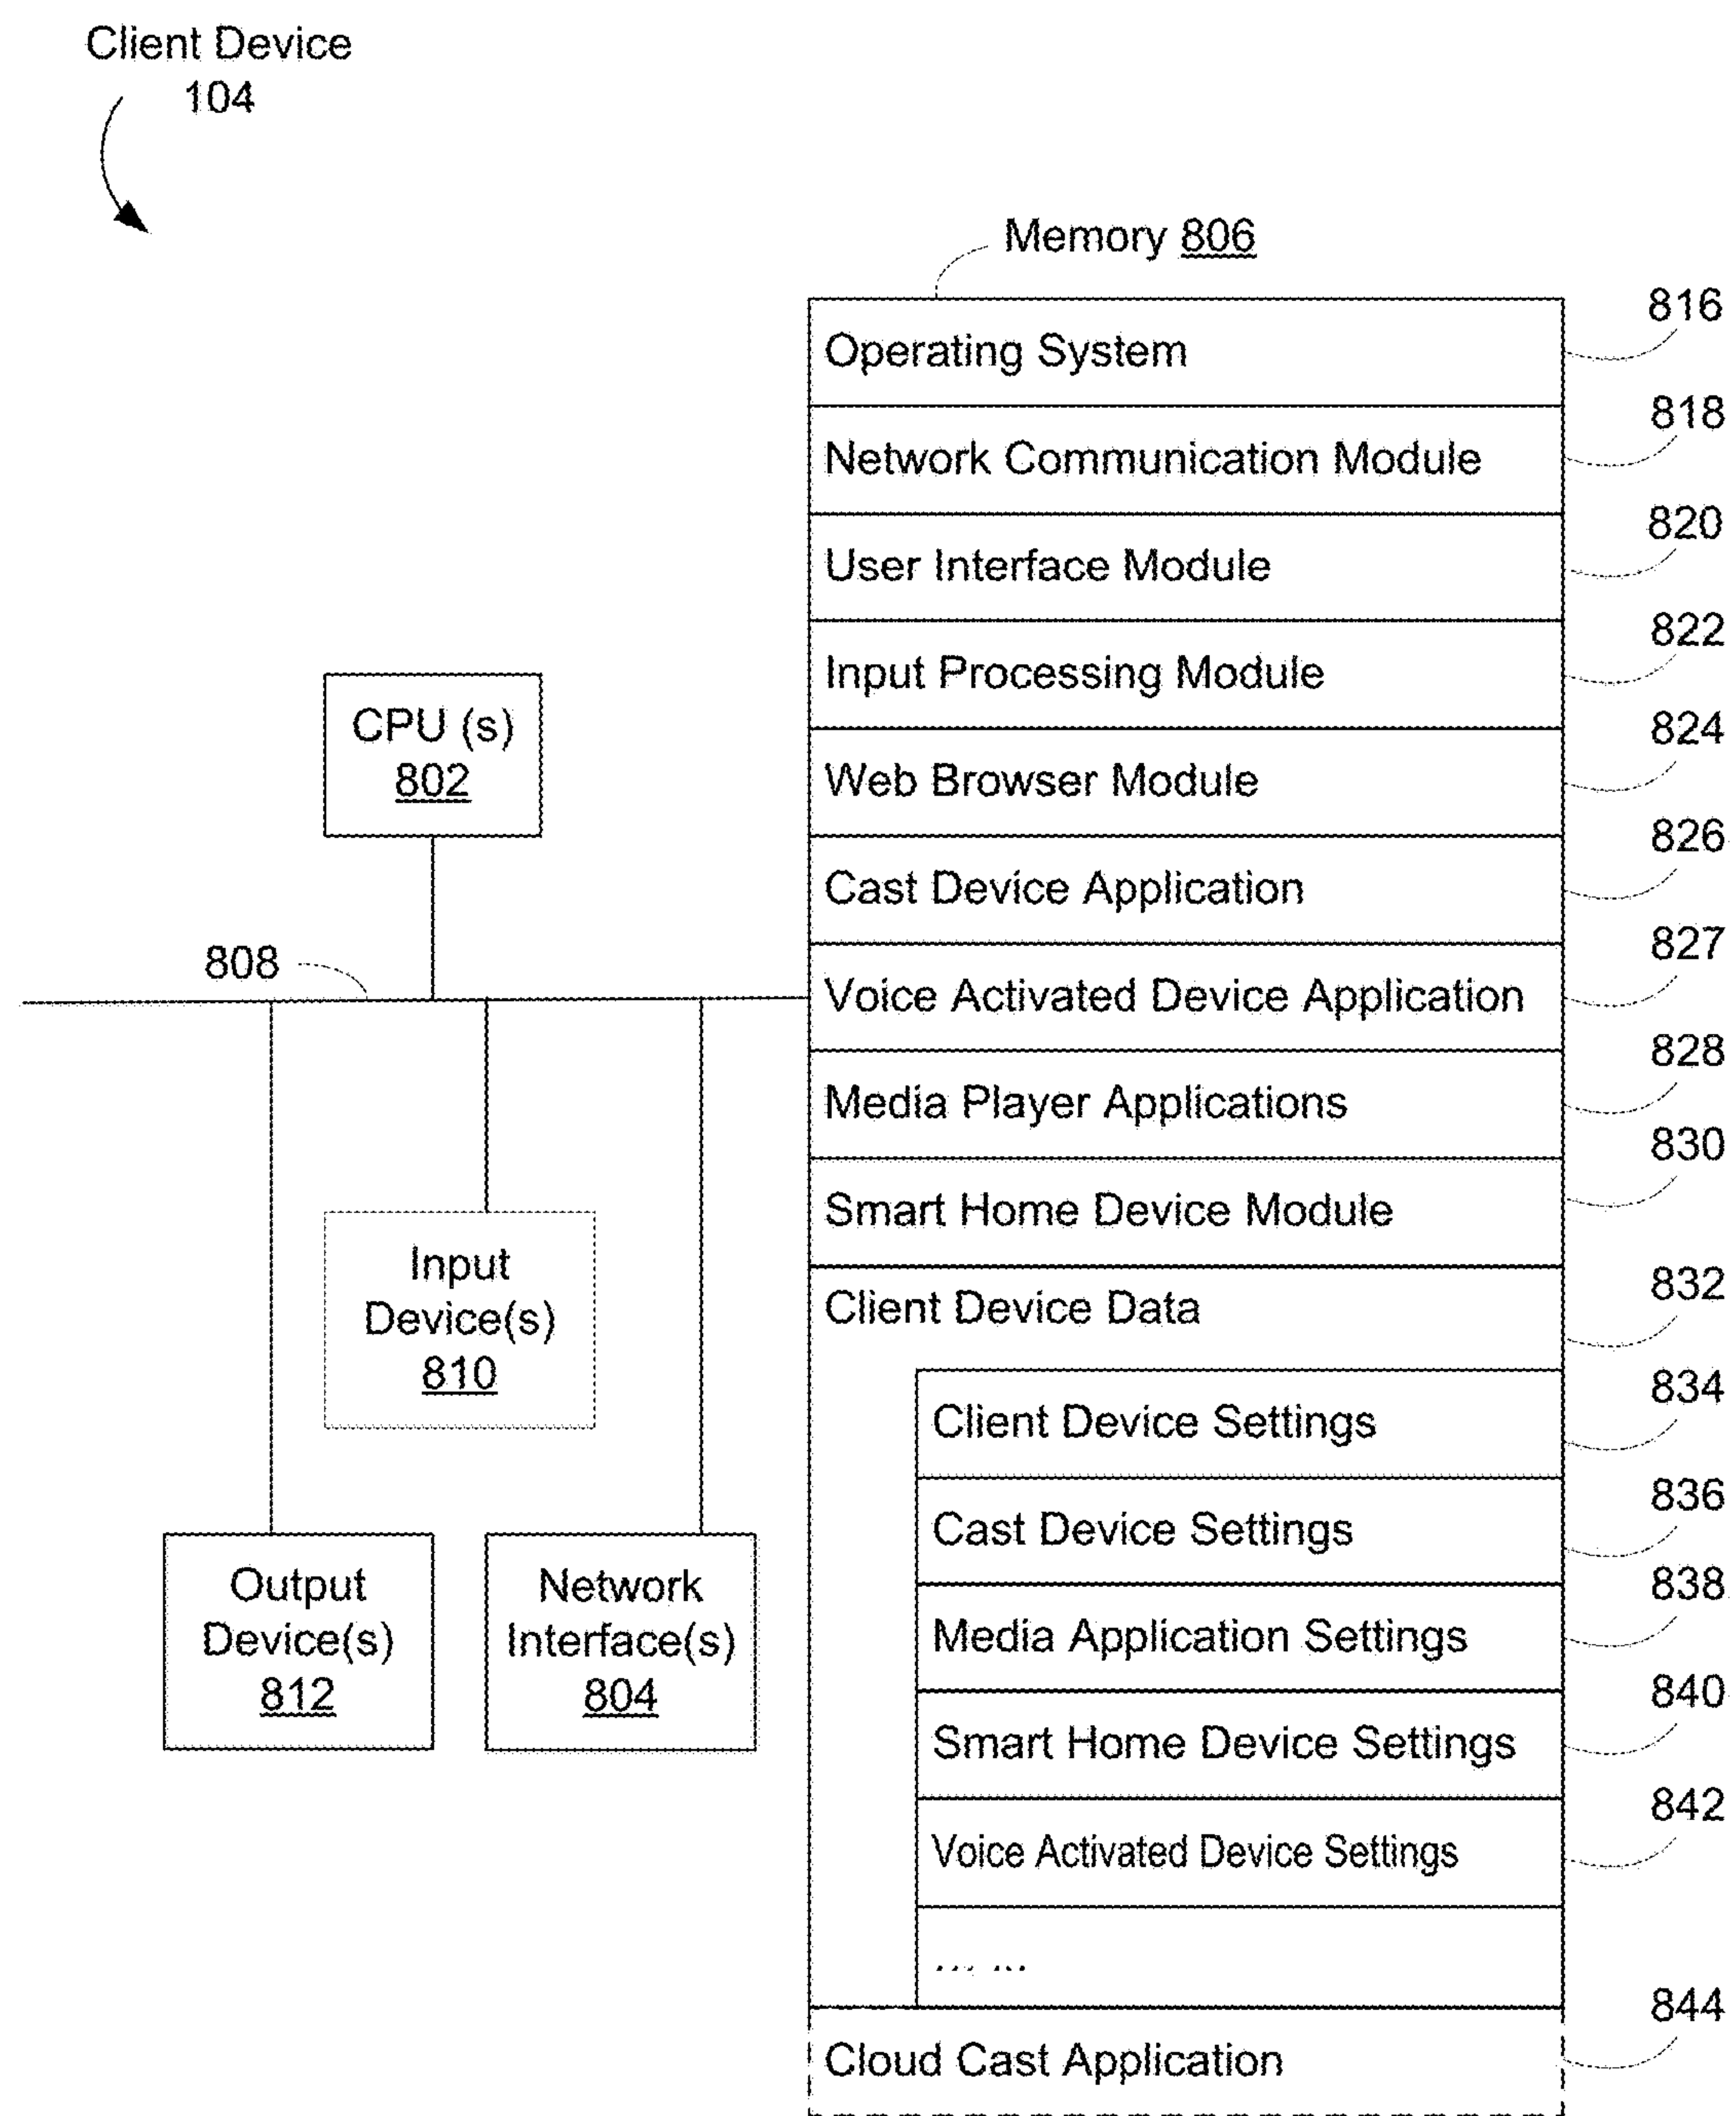 Client Device
104
Memory 806
Operating System
816
Network Communication Module
818
User Interface Module
820
Input Processing Module
822
Web Browser Module
824
Cast Device Application
826
Voice Activated Device Application
827
Media Player Applications
828
Smart Home Device Module
830
Client Device Data
832
Client Device Settings
834
Cast Device Settings
836
Media Application Settings
838
Smart Home Device Settings
840
Voice Activated Device Settings
842
... ...
Cloud Cast Application
844
CPU (s)
802
808
Input
Device(s)
810
Output
Device(s)
812
Network
Interface(s)
804